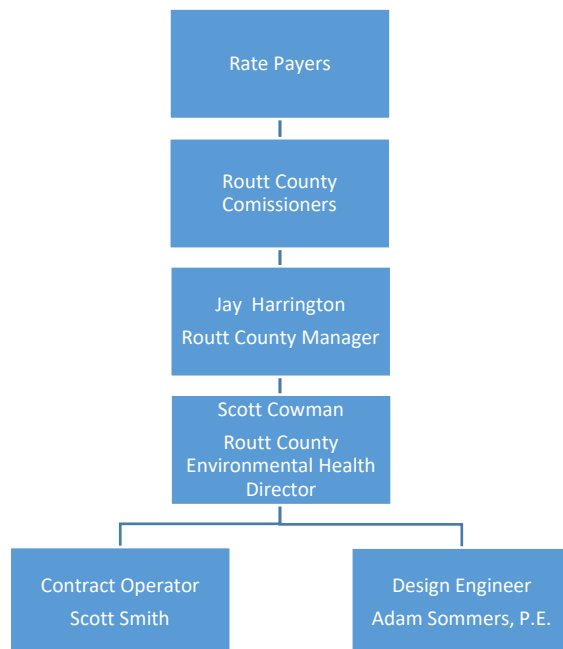 Rate Payers
Routt County
Comissioners
Jay Harrington
Routt County Manager
Scott Cowman
Routt County
Environmental Health
Director
Contract Operator
Scott Smith
Design Engineer
Adam Sommers, P.E.